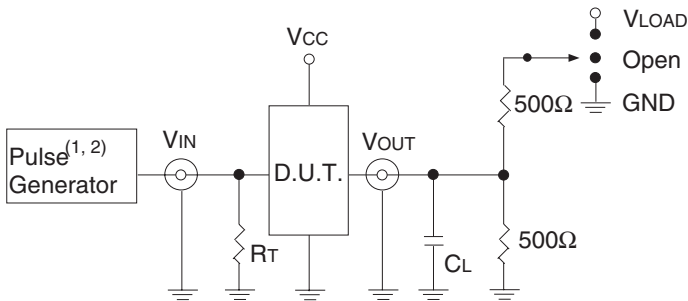 VLOAD
VCC
Open
500Ω
GND
Pulse(1, 2)
Generator
VIN
D.U.T.
VOUT
RT
CL
500Ω